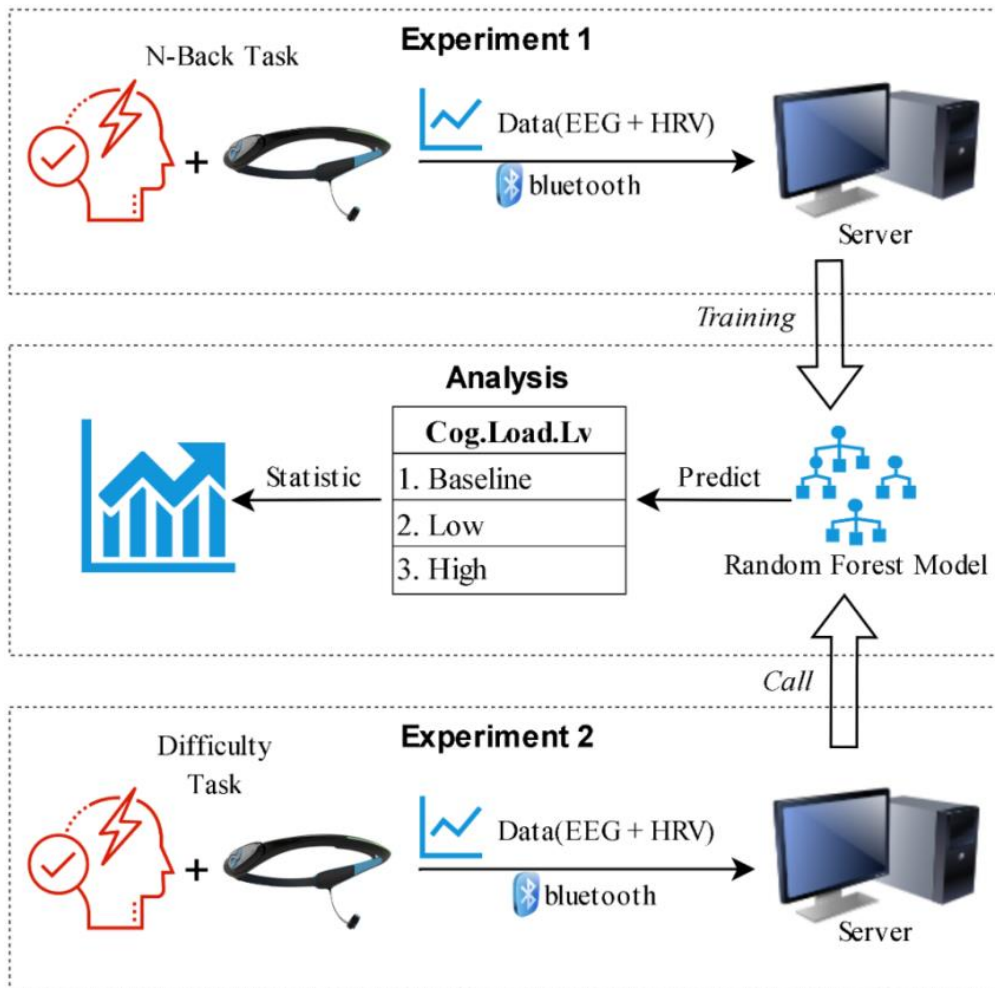 Experiment 1
N-Back Task
Data(EEG + HRV)
bluetooth
Server
Training
Analysis
Cog.Load.Lv
1. Baseline
2. Low
3. High
Statistic
Predict
Random Forest Model
Call
Experiment 2
Difficulty
Task
Data(EEG + HRV)
bluetooth
Server